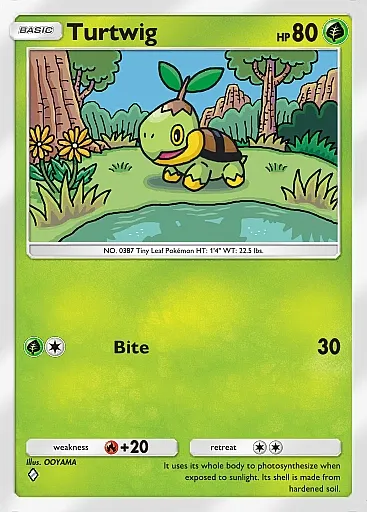 BASIC Turtwig HP 80
NO. 0387 Tiny Leaf Pokémon HT: 1'4" WT: 22.5 lbs.
Bite 30
weakness +20 retreat
Illus. OOYAMA
It uses its whole body to photosynthesize when
exposed to sunlight. Its shell is made from
hardened soil.